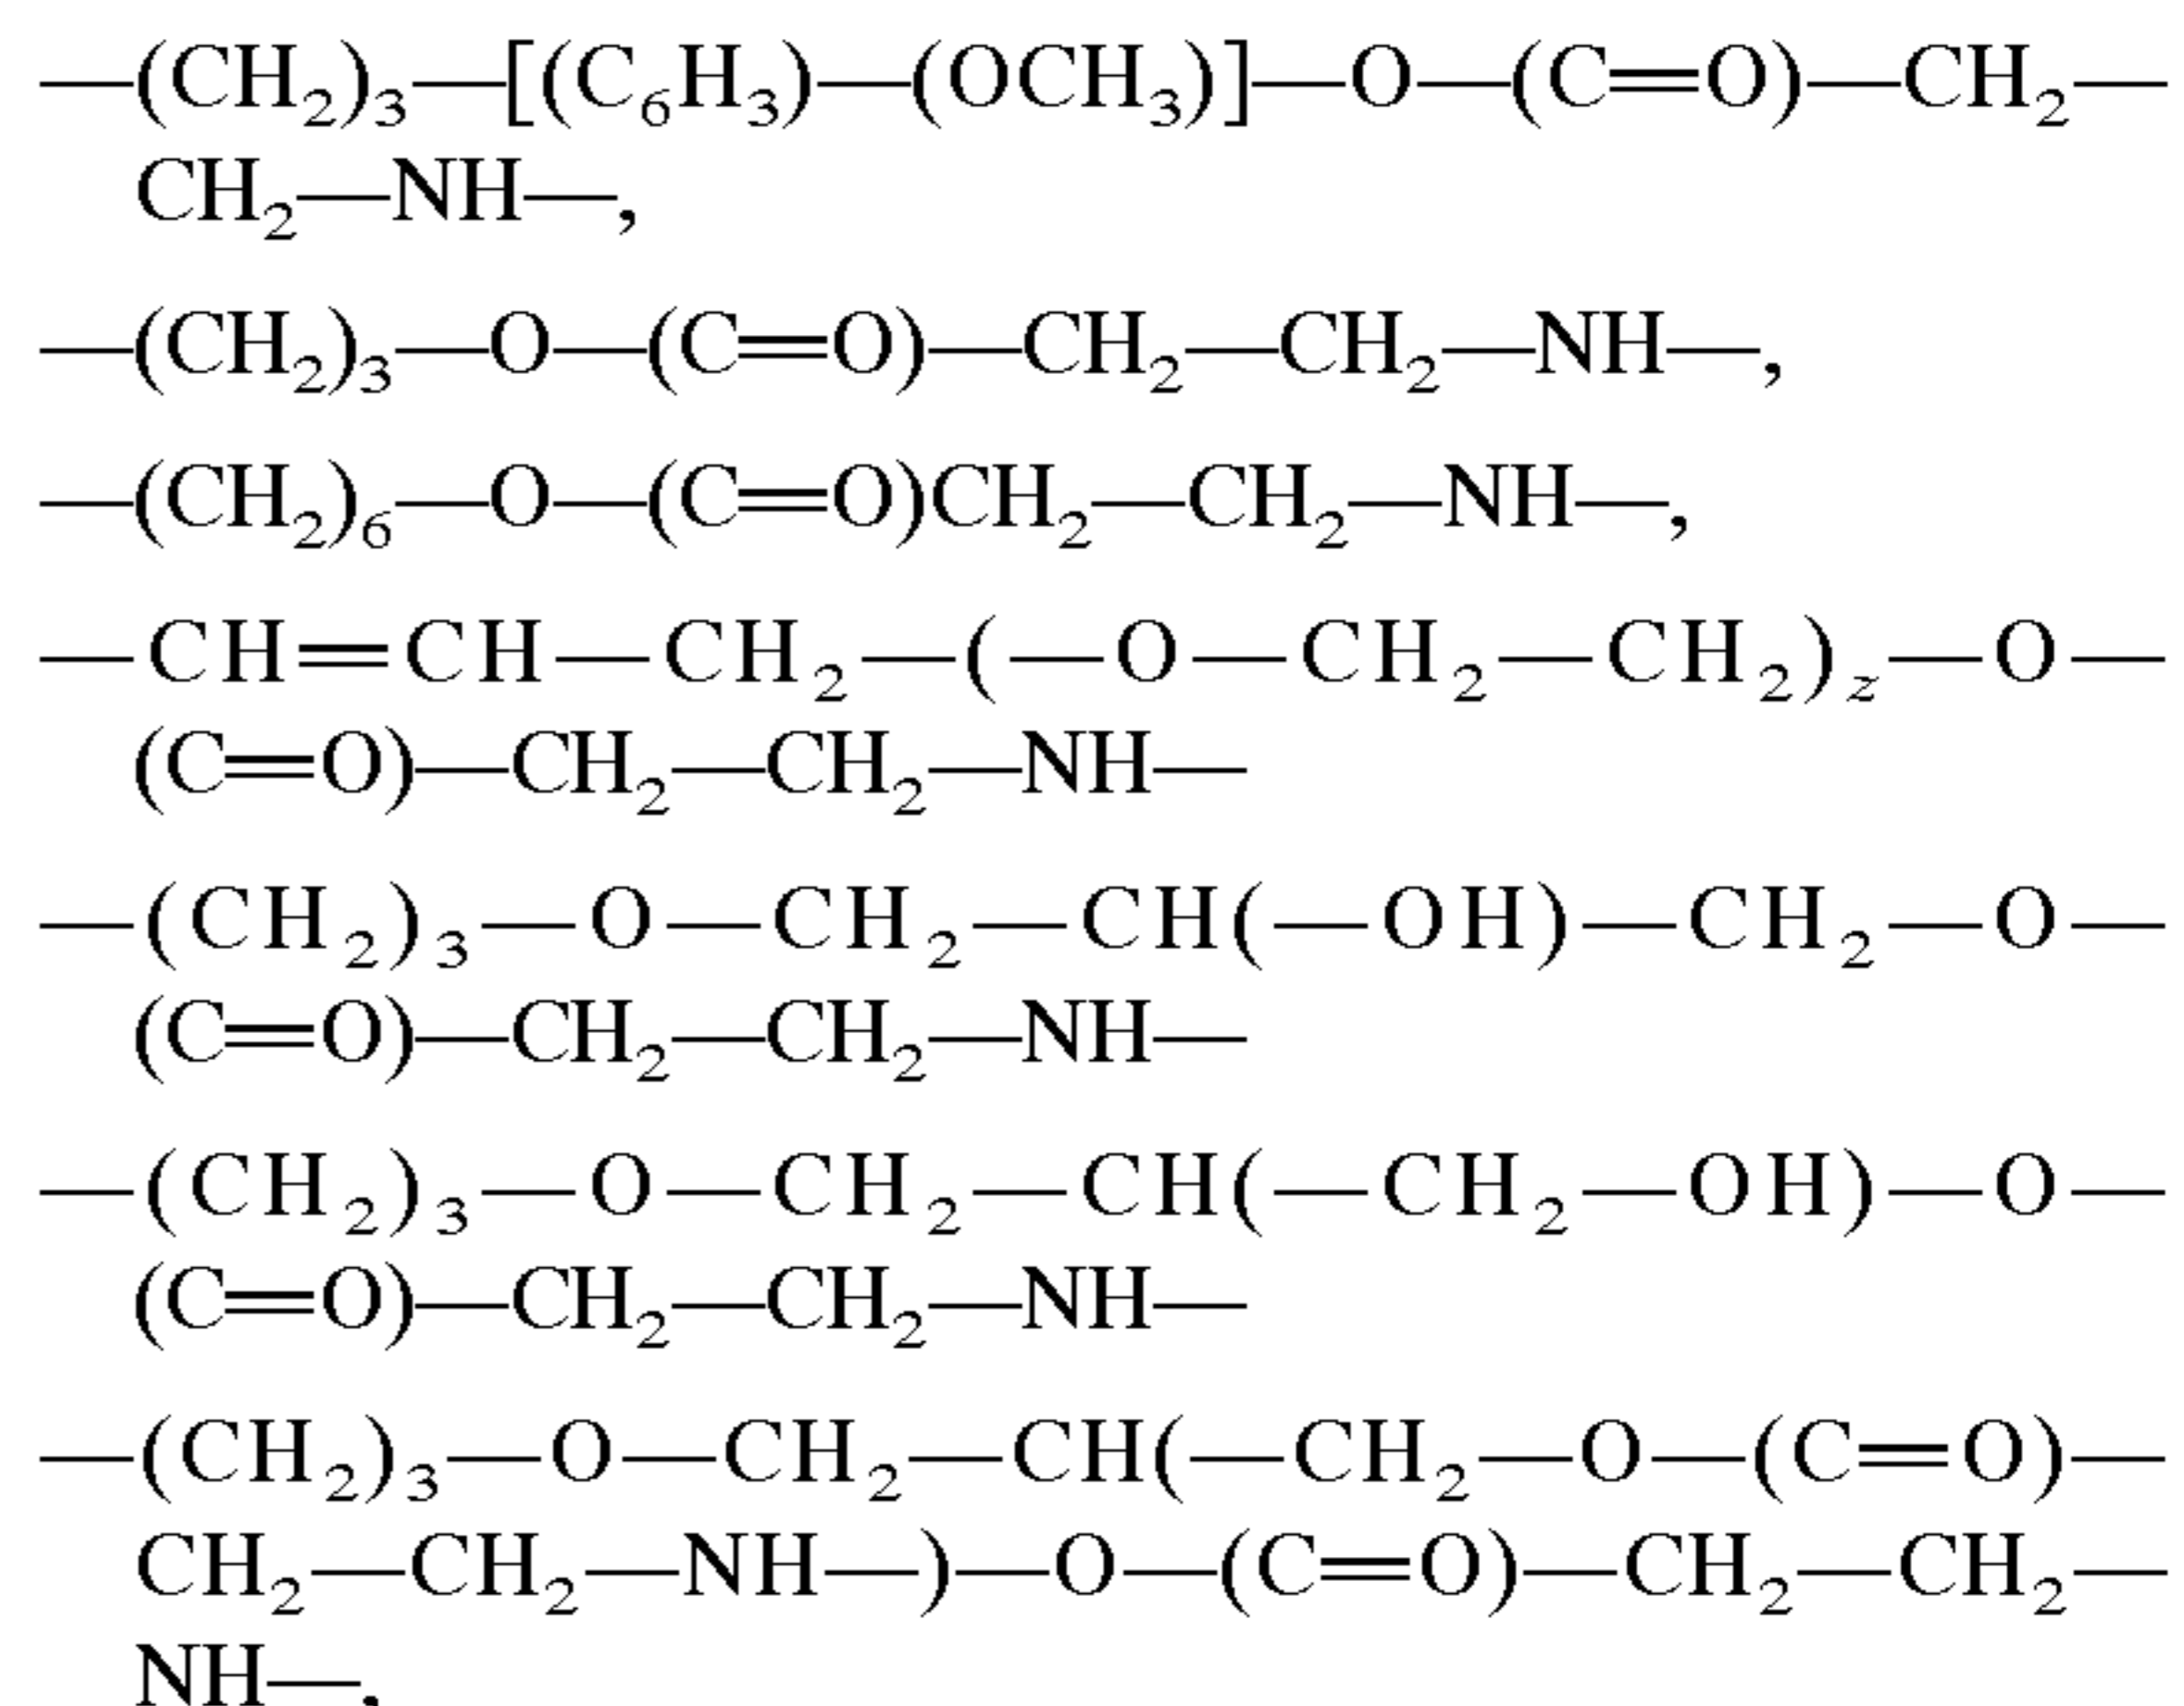 —(CH₂)₃—[(C₆H₃)—(OCH₃)]—O—(C=O)—CH₂—
CH₂—NH—,
—(CH₂)₃—O—(C=O)—CH₂—CH₂—NH—,
—(CH₂)₆—O—(C=O)CH₂—CH₂—NH—,
—CH=CH—CH₂—(—O—CH₂—CH₂)z—O—
(C=O)—CH₂—CH₂—NH—
—(CH₂)₃—O—CH₂—CH(—OH)—CH₂—O—
(C=O)—CH₂—CH₂—NH—
—(CH₂)₃—O—CH₂—CH(—CH₂—OH)—O—
(C=O)—CH₂—CH₂—NH—
—(CH₂)₃—O—CH₂—CH(—CH₂—O—(C=O)—
CH₂—CH₂—NH—)—O—(C=O)—CH₂—CH₂—
NH—,